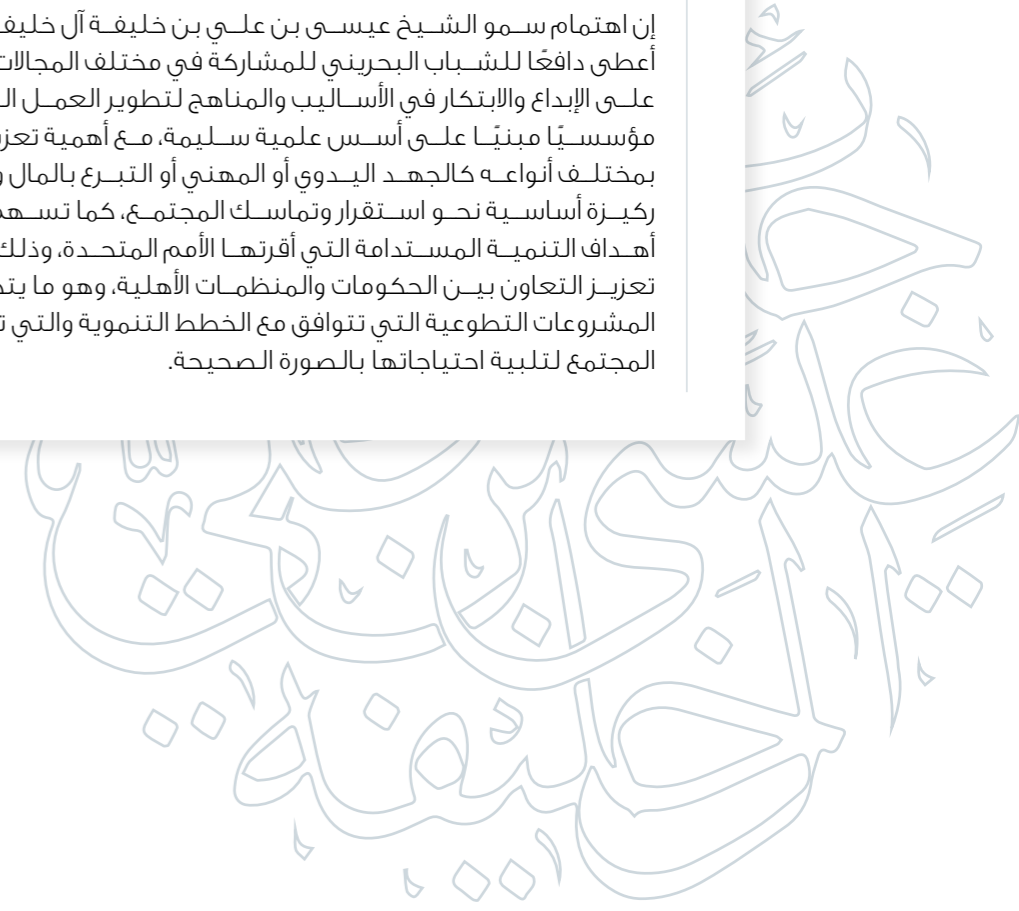 إن اهتمام سمو الشيخ عيسى بن علي بن خليفة آل خليف
أعطى دافعًا للشباب البحريني للمشاركة في مختلف المجالات
على الإبداع والابتكار في الأساليب والمناهج لتطوير العمل ال
مؤسسيًا مبنيًا على أسس علمية سليمة، مع أهمية تعز
بمختلف أنواعه كالجهد اليدوي أو المهني أو التبرع بالمال و
ركيزة أساسية نحو استقرار وتماسك المجتمع، كما تسه
أهداف التنمية المستدامة التي أقرتها الأمم المتحدة، وذلك
تعزيز التعاون بين الحكومات والمنظمات الأهلية، وهو ما يت
المشروعات التطوعية التي تتوافق مع الخطط التنموية والتي ت
المجتمع لتلبية احتياجاتها بالصورة الصحيحة.
عيسى بن علي
الخليفة